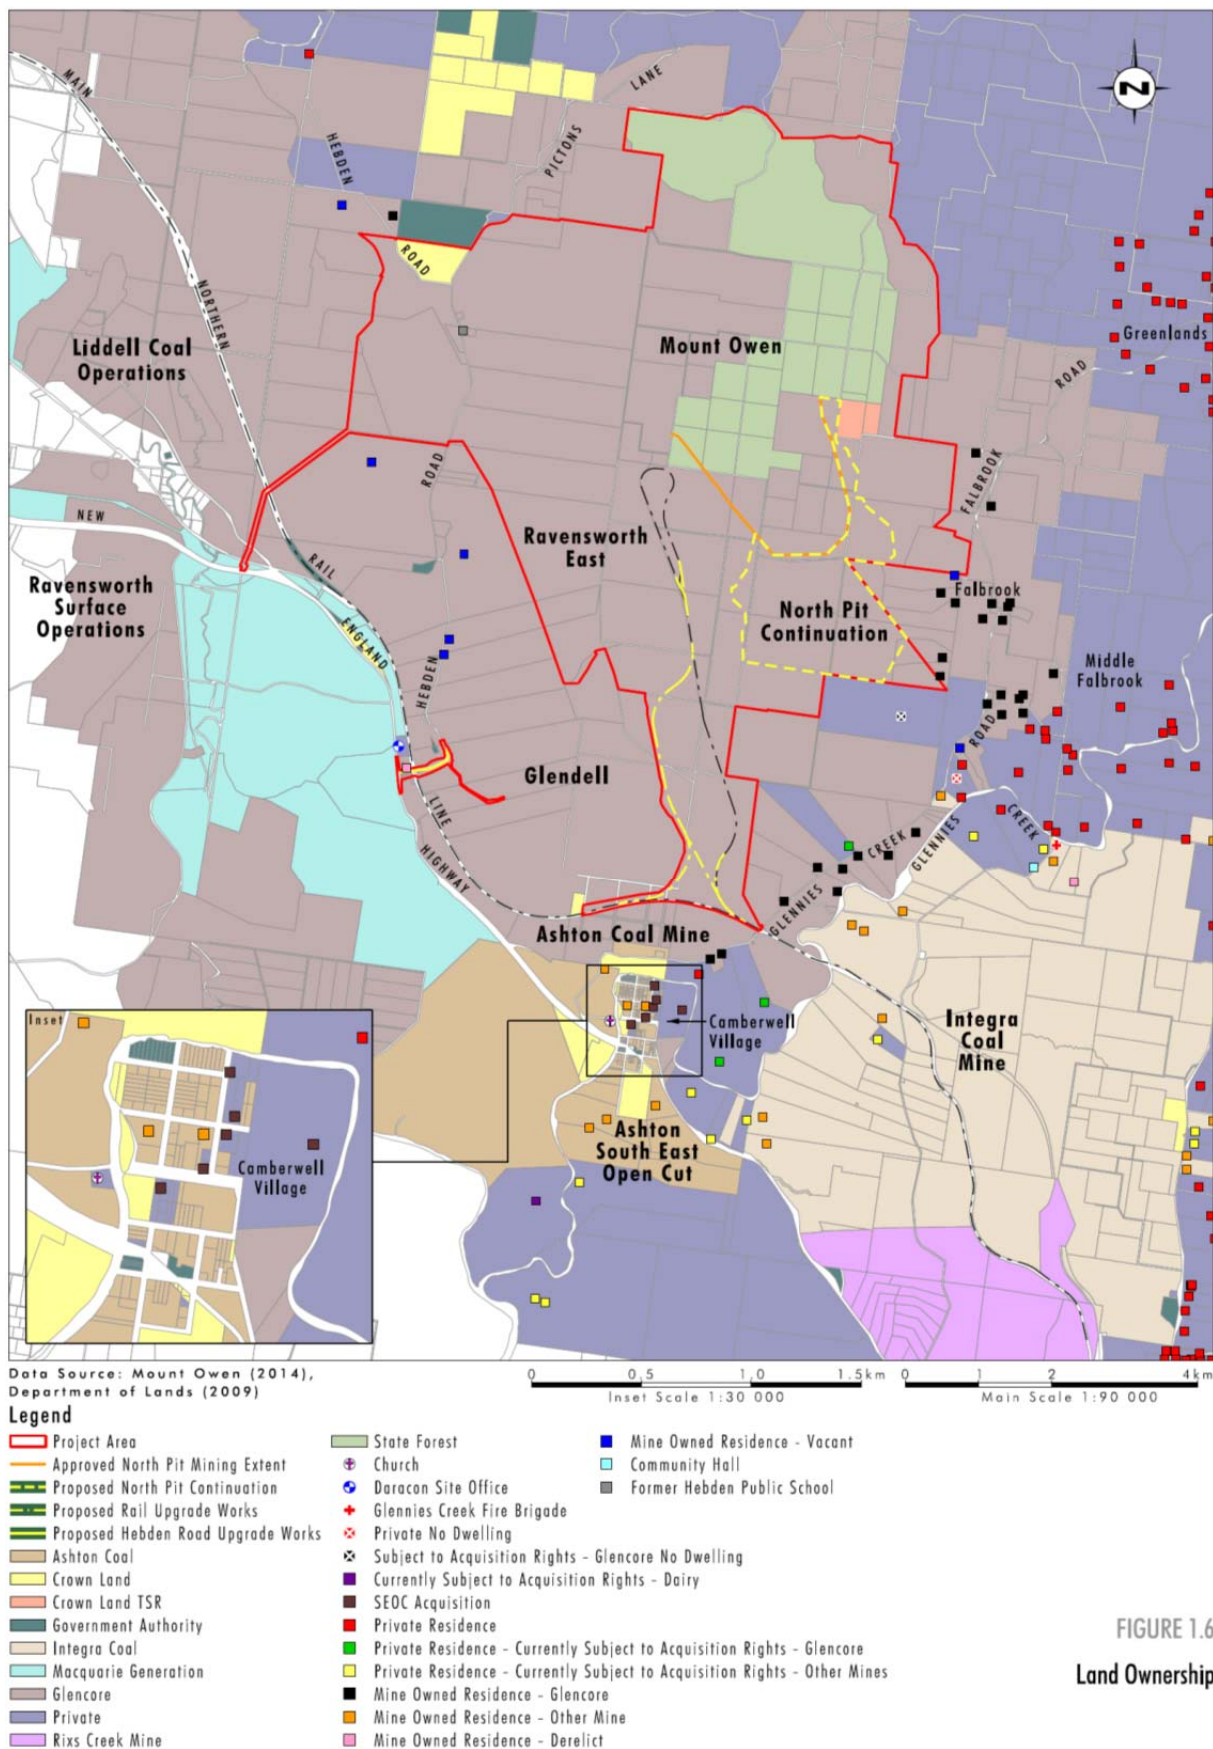 MAIN
LANE
PICTONS
HEBDEN
ROAD
N
NORTHERN
Liddell Coal
Operations
Mount Owen
Greenlands
ROAD
FALBROOK
ROAD
NEW
RAIL
Ravensworth
East
Ravensworth
Surface
Operations
ENGLAND
Falbrook
North Pit
Continuation
HEBDEN
Middle
Falbrook
ROAD
Glendell
LINE
HIGHWAY
CREEK
GLENNIES
CREEK
GLENNIES
Ashton Coal Mine
Camberwell
Village
Integra
Coal
Mine
Inset
Camberwell
Village
Ashton
South East
Open Cut
Data Source: Mount Owen (2014),
Department of Lands (2009)
0 0,5 1,0 1.5km
Inset Scale 1:30 000
0 1 2 4km
Main Scale 1:90 000
Legend
Project Area
Approved North Pit Mining Extent
Proposed North Pit Continuation
Proposed Rail Upgrade Works
Proposed Hebden Road Upgrade Works
Ashton Coal
Crown Land
Crown Land TSR
Government Authority
Integra Coal
Macquarie Generation
Glencore
Private
Rixs Creek Mine
State Forest
Church
Daracon Site Office
Glennies Creek Fire Brigade
Private No Dwelling
Subject to Acquisition Rights - Glencore No Dwelling
Currently Subject to Acquisition Rights - Dairy
SEOC Acquisition
Private Residence
Private Residence - Currently Subject to Acquisition Rights - Glencore
Private Residence - Currently Subject to Acquisition Rights - Other Mines
Mine Owned Residence - Glencore
Mine Owned Residence - Other Mine
Mine Owned Residence - Derelict
Mine Owned Residence - Vacant
Community Hall
Former Hebden Public School
FIGURE 1.6
Land Ownership